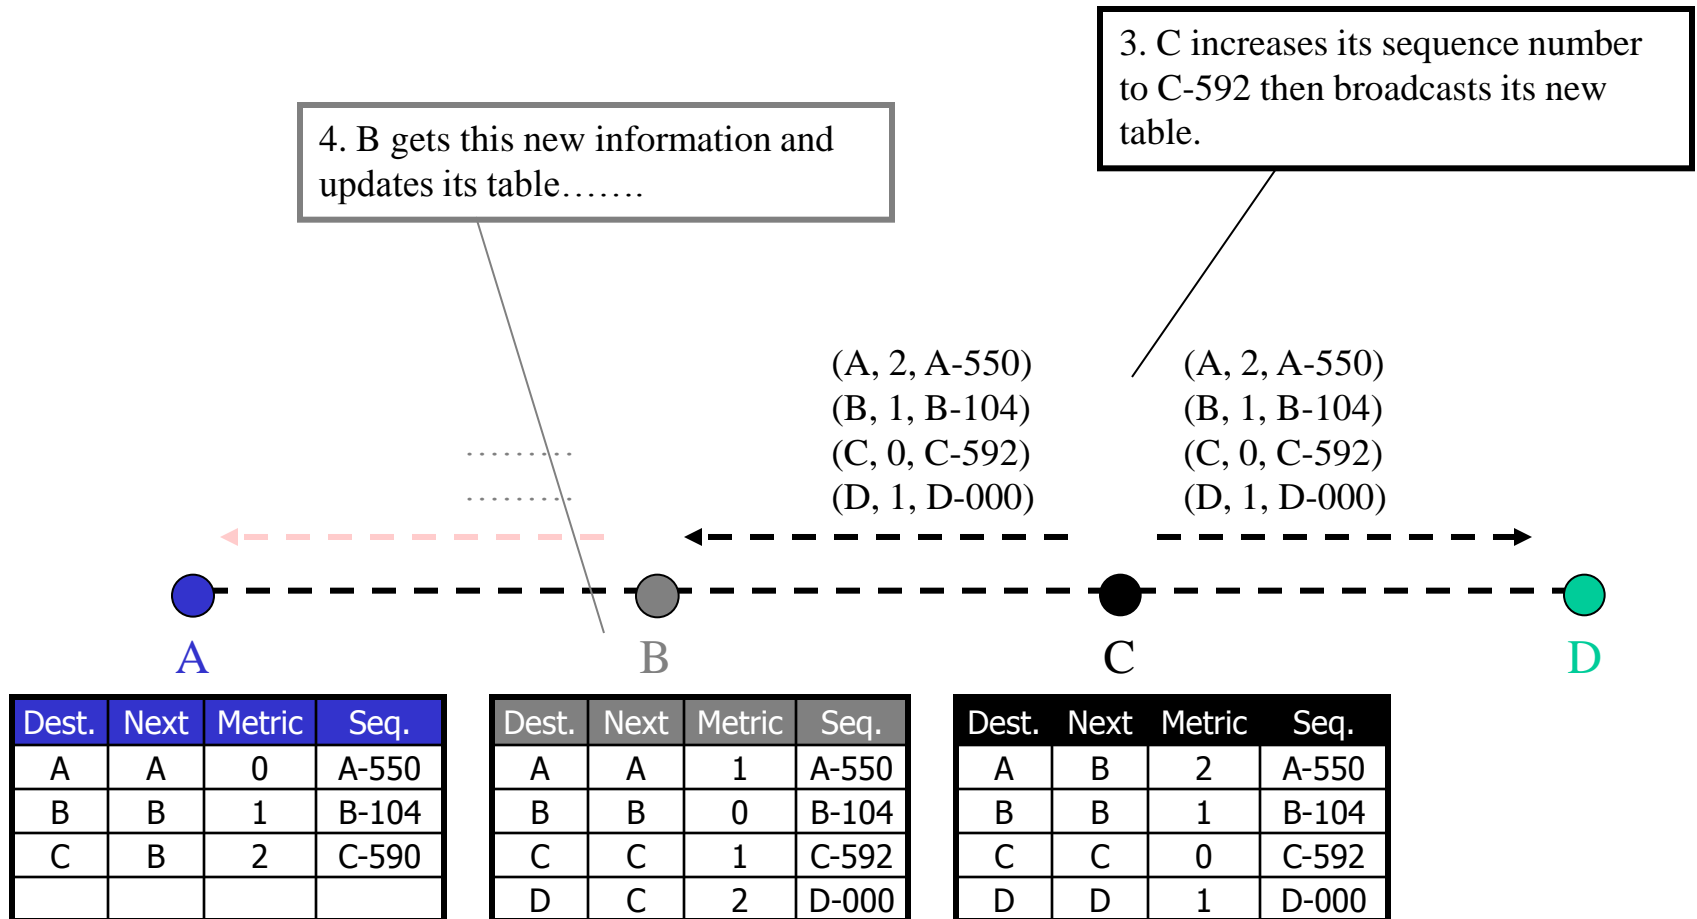 3. C increases its sequence number
to C-592 then broadcasts its new
table.
4. B gets this new information and
updates its table…….
(A, 2, A-550)
(B, 1, B-104)
(C, 0, C-592)
(D, 1, D-000)
(A, 2, A-550)
(B, 1, B-104)
(C, 0, C-592)
(D, 1, D-000)
………
………
A
B
C
D
Dest. Next Metric Seq.
A A 0 A-550
B B 1 B-104
C B 2 C-590
Dest. Next Metric Seq.
A A 1 A-550
B B 0 B-104
C C 1 C-592
D C 2 D-000
Dest. Next Metric Seq.
A B 2 A-550
B B 1 B-104
C C 0 C-592
D D 1 D-000